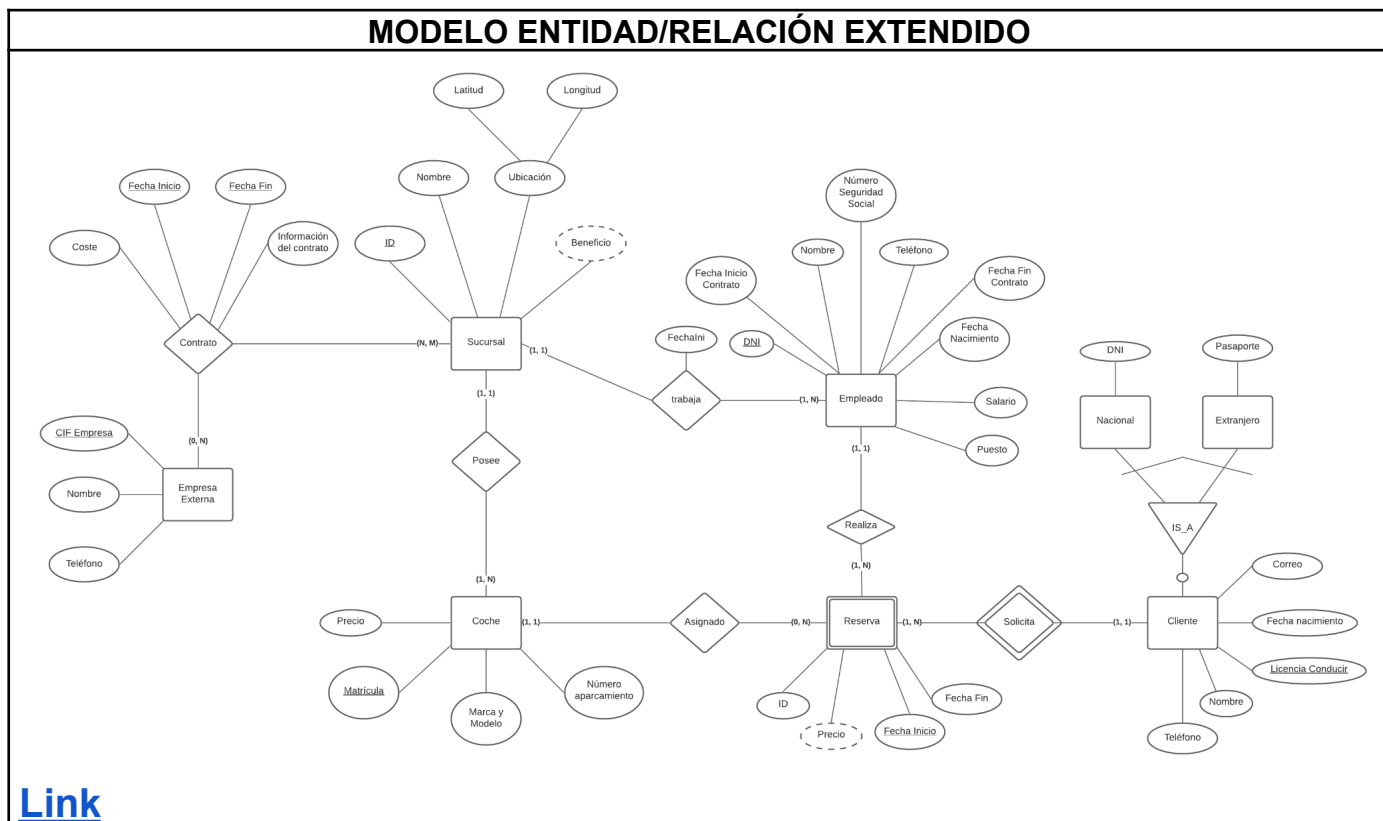 MODELO ENTIDAD/RELACIÓN EXTENDIDO
Latitud
Longitud
Fecha Inicio
Fecha Fin
Nombre
Ubicación
Coste
Información
del contrato
ID
Beneficio
Contrato
(N, M)
Sucursal
(1, 1)
(1, 1)
(0, N)
CIF Empresa
Nombre
Teléfono
Empresa
Externa
Posee
(1, N)
FechaIni
trabaja
(1, N)
Número
Seguridad
Social
Nombre
Teléfono
Fecha Inicio
Contrato
Fecha Fin
Contrato
DNI
Fecha
Nacimiento
Empleado
Salario
Puesto
(1, 1)
Realiza
(1, N)
DNI
Pasaporte
Nacional
Extranjero
IS_A
Precio
Coche
(1, 1)
Asignado
(0, N)
Reserva
(1, N)
Solicita
(1, 1)
Cliente
Correo
Fecha nacimiento
Licencia Conducir
Nombre
Teléfono
Matrícula
Marca y
Modelo
Número
aparcamiento
ID
Precio
Fecha Inicio
Fecha Fin
Link